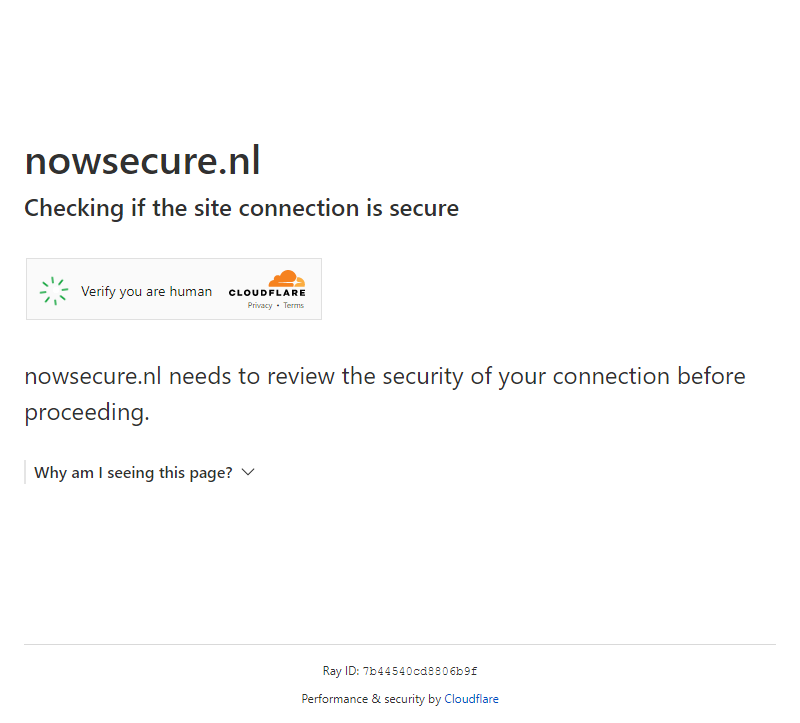 nowsecure.nl
Checking if the site connection is secure
Verify you are human
CLOUDFLARE
Privacy • Terms
nowsecure.nl needs to review the security of your connection before
proceeding.
Why am I seeing this page?
Ray ID: 7b44540cd8806b9f
Performance & security by Cloudflare